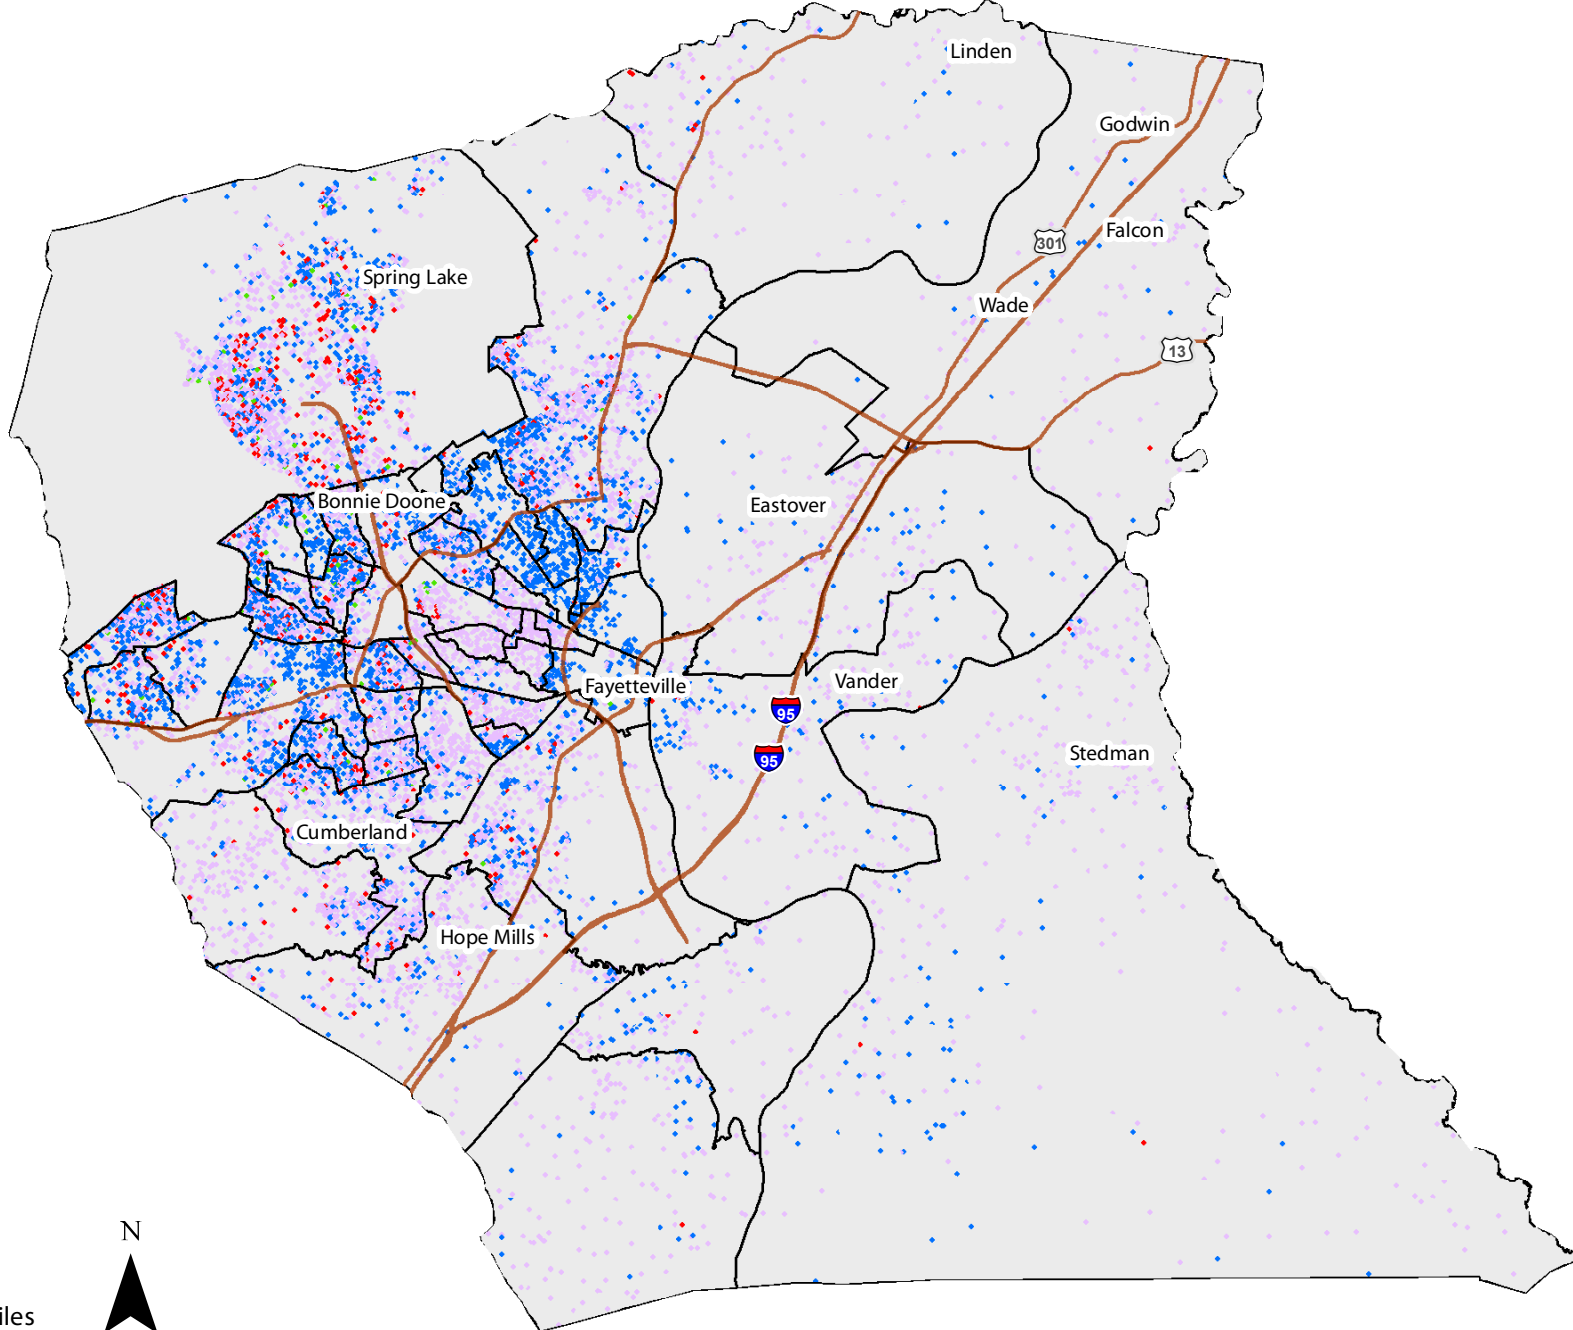 Linden
Godwin
Falcon
301
Spring Lake
Wade
13
Bonnie Doone
Eastover
Vander
Fayetteville
95
95
Stedman
Cumberland
Hope Mills
N
iles